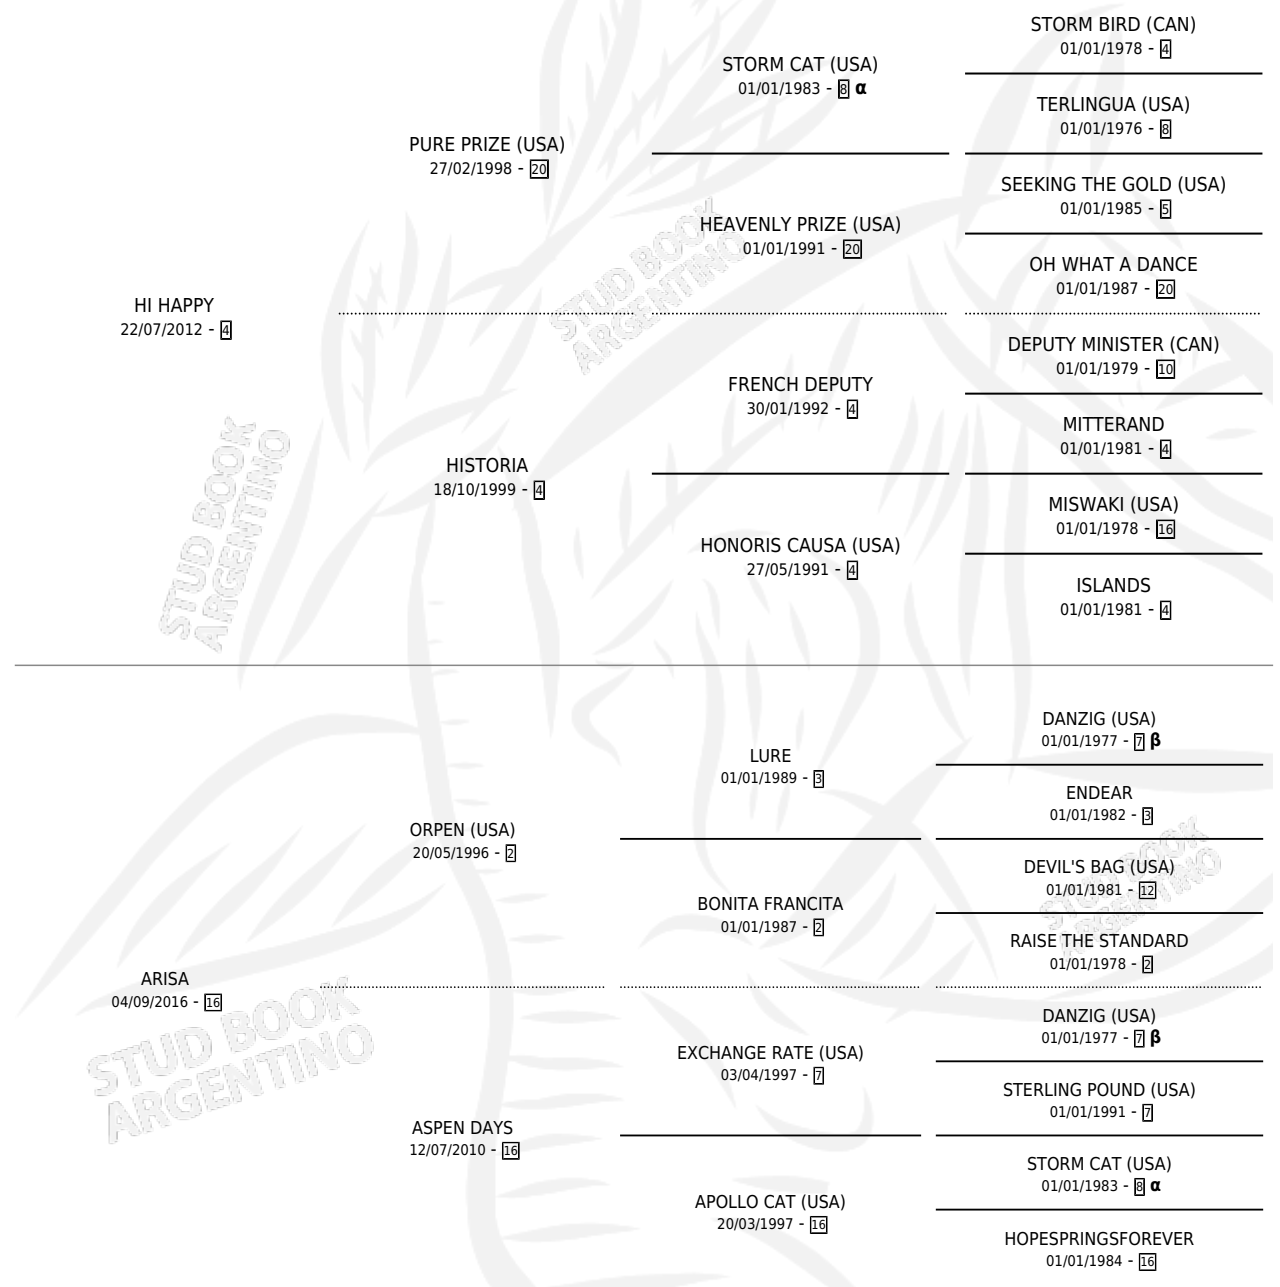 STORM BIRD (CAN)
01/01/1978 - 4
STORM CAT (USA)
01/01/1983 - 8 α
TERLINGUA (USA)
01/01/1976 - 8
PURE PRIZE (USA)
27/02/1998 - 20
SEEKING THE GOLD (USA)
01/01/1985 - 5
HEAVENLY PRIZE (USA)
01/01/1991 - 20
OH WHAT A DANCE
01/01/1987 - 20
HI HAPPY
22/07/2012 - 4
DEPUTY MINISTER (CAN)
01/01/1979 - 10
FRENCH DEPUTY
30/01/1992 - 4
MITTERAND
01/01/1981 - 4
HISTORIA
18/10/1999 - 4
MISWAKI (USA)
01/01/1978 - 16
HONORIS CAUSA (USA)
27/05/1991 - 4
ISLANDS
01/01/1981 - 4
DANZIG (USA)
01/01/1977 - 7 β
LURE
01/01/1989 - 3
ENDEAR
01/01/1982 - 3
ORPEN (USA)
20/05/1996 - 2
DEVIL'S BAG (USA)
01/01/1981 - 12
BONITA FRANCITA
01/01/1987 - 2
RAISE THE STANDARD
01/01/1978 - 2
ARISA
04/09/2016 - 16
DANZIG (USA)
01/01/1977 - 7 β
EXCHANGE RATE (USA)
03/04/1997 - 7
STERLING POUND (USA)
01/01/1991 - 7
ASPEN DAYS
12/07/2010 - 16
STORM CAT (USA)
01/01/1983 - 8 α
APOLLO CAT (USA)
20/03/1997 - 16
HOPESPRINGSFOREVER
01/01/1984 - 16
STUD BOOK
ARGENTINO
STUD BOOK
ARGENTINO
STUD BOOK
ARGENTINO
STUD BOOK
ARGENTINO